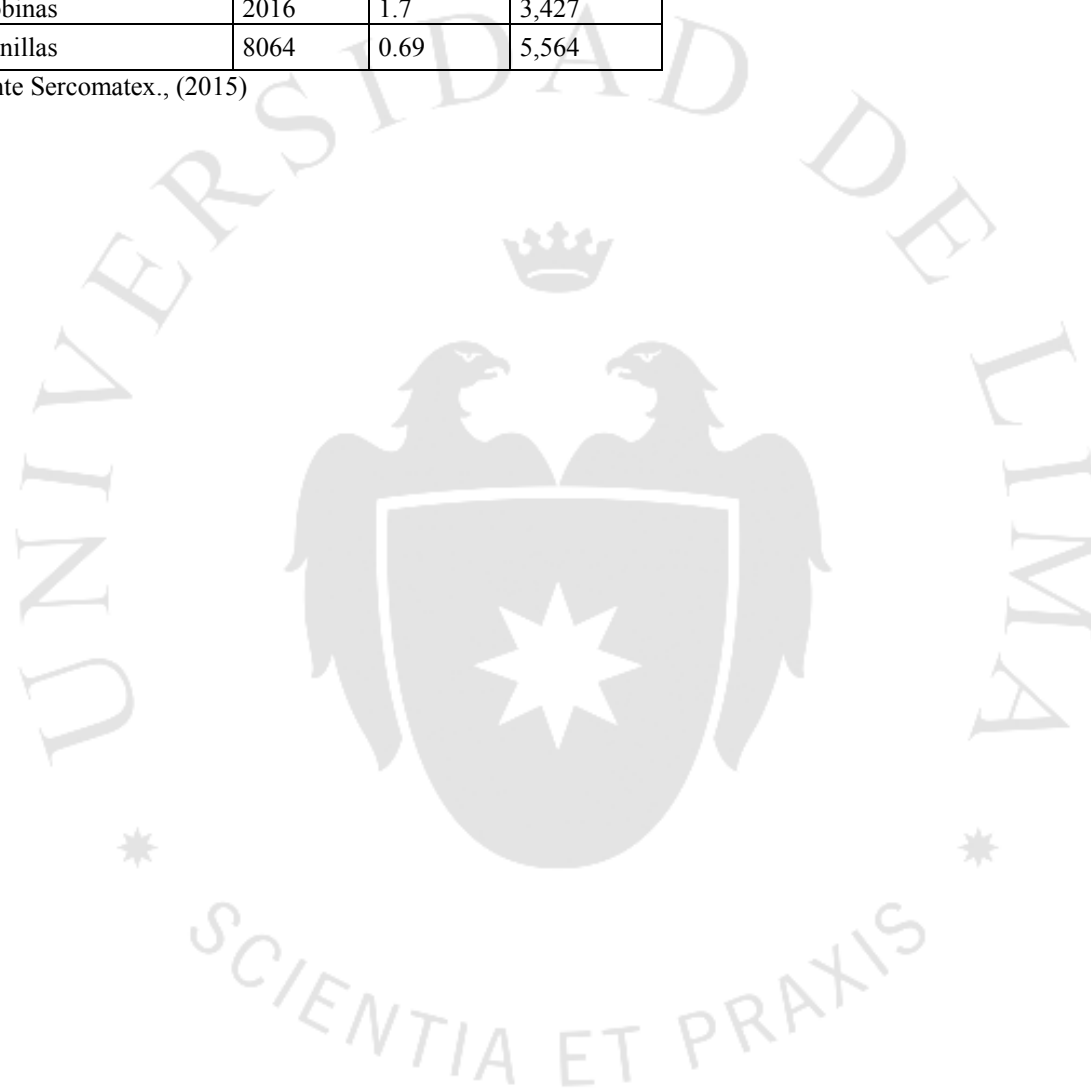 obinas 2016 1.7 3,427
nillas 8064 0.69 5,564
nte Sercomatex., (2015)
UNIVERSIDAD DE LIMA
SCIENTIA ET PRAXIS